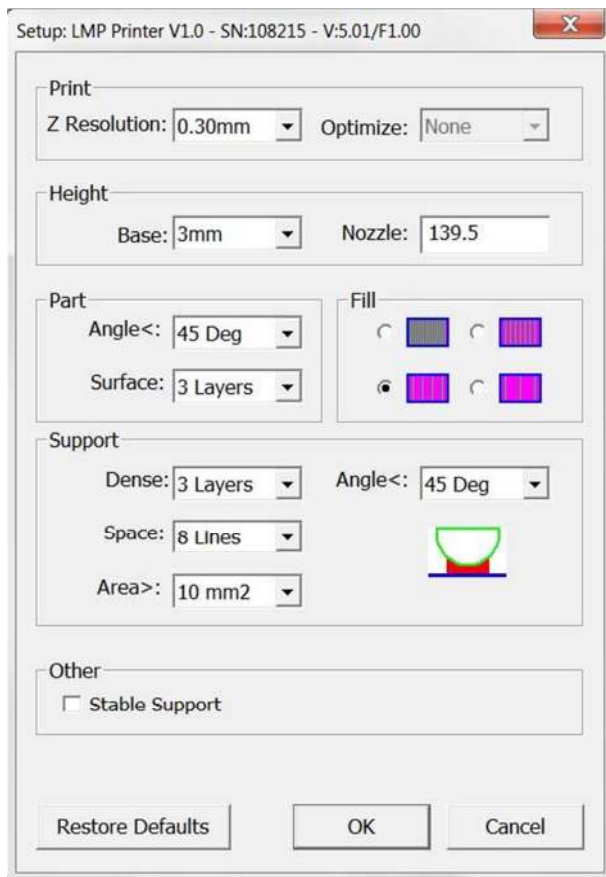 Setup: LMP Printer V1.0 - SN:108215 - V:5.01/F1.00
X
Print
Z Resolution: 0.30mm Optimize: None
Height
Base: 3mm Nozzle: 139.5
Part
Angle<: 45 Deg
Surface: 3 Layers
Fill
Support
Dense: 3 Layers Angle<: 45 Deg
Space: 8 Lines
Area>: 10 mm2
Other
Stable Support
Restore Defaults OK Cancel